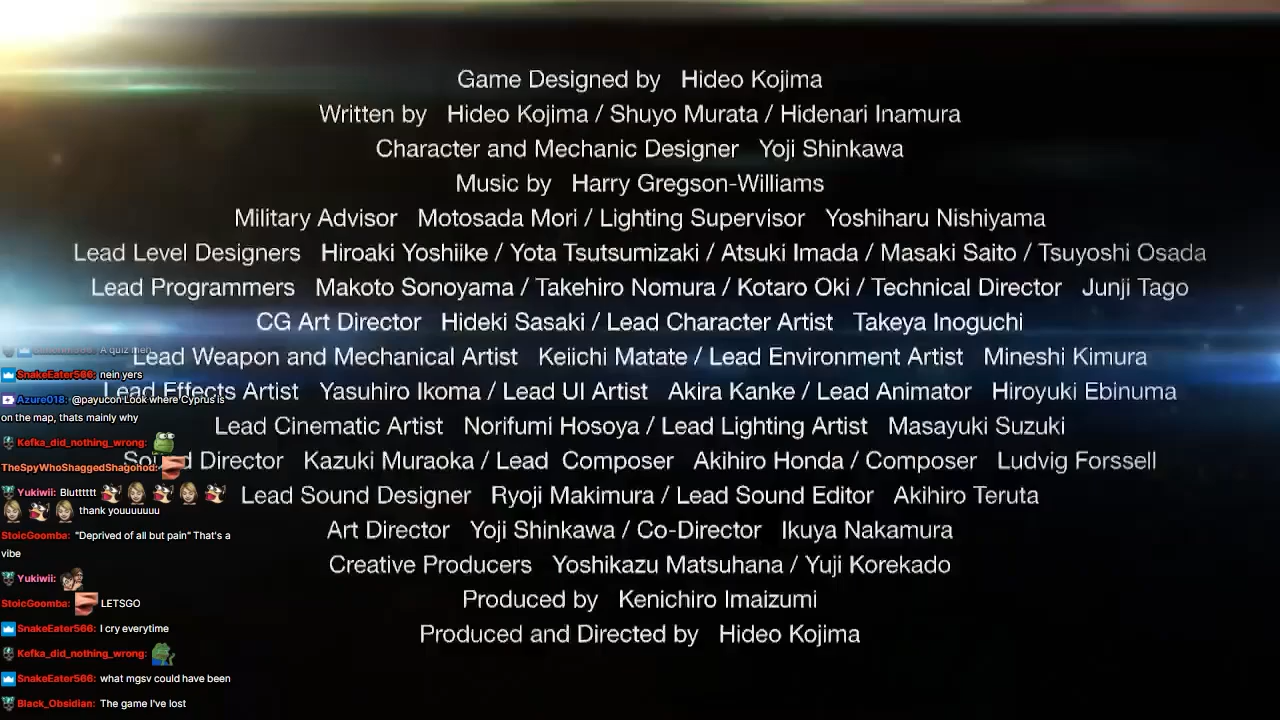 Game Designed by Hideo Kojima
Written by Hideo Kojima / Shuyo Murata / Hidenari Inamura
Character and Mechanic Designer Yoji Shinkawa
Music by Harry Gregson-Williams
Military Advisor Motosada Mori / Lighting Supervisor Yoshiharu Nishiyama
Lead Level Designers Hiroaki Yoshiike / Yota Tsutsumizaki / Atsuki Imada / Masaki Saito / Tsuyoshi Osada
Lead Programmers Makoto Sonoyama / Takehiro Nomura / Kotaro Oki / Technical Director Junji Tago
CG Art Director Hideki Sasaki / Lead Character Artist Takeya Inoguchi
Lead Weapon and Mechanical Artist Keiichi Matate / Lead Environment Artist Mineshi Kimura
Lead Effects Artist Yasuhiro Ikoma / Lead UI Artist Akira Kanke / Lead Animator Hiroyuki Ebinuma
Lead Cinematic Artist Norifumi Hosoya / Lead Lighting Artist Masayuki Suzuki
Sound Director Kazuki Muraoka / Lead Composer Akihiro Honda / Composer Ludvig Forssell
Lead Sound Designer Ryoji Makimura / Lead Sound Editor Akihiro Teruta
Art Director Yoji Shinkawa / Co-Director Ikuya Nakamura
Creative Producers Yoshikazu Matsuhana / Yuji Korekado
Produced by Kenichiro Imaizumi
Produced and Directed by Hideo Kojima
A quiz meh
SnakeEater566: nein yers
Azure018: @payucon Look where Cyprus is
on the map, thats mainly why
Kefka_did_nothing_wrong:
TheSpyWhoShaggedShagohod:
Yukiwii: Bluttttt
thank youuuuuuu
StoicGoomba: "Deprived of all but pain" That's a
vibe
Yukiwii:
StoicGoomba: LETSGO
SnakeEater566: I cry everytime
Kefka_did_nothing_wrong:
SnakeEater566: what mgsv could have been
Black_Obsidian: The game I've lost